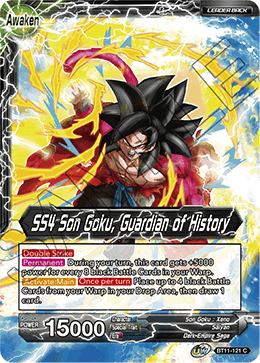 Awaken
LEADER BACK
SS4 Son Goku, Guardian of History
Double Strike
Permanent During your turn, this card gets +5000
power for every 8 black Battle Cards in your Warp.
Activate:Main Once per turn Place up to 4 black Battle
Cards from your Warp in your Drop Area, then draw 1
card.
POWER
15000
Character
Son Goku : Xeno
Special Trait
Saiyan
Dark-Empire Saga
BT11-121 C